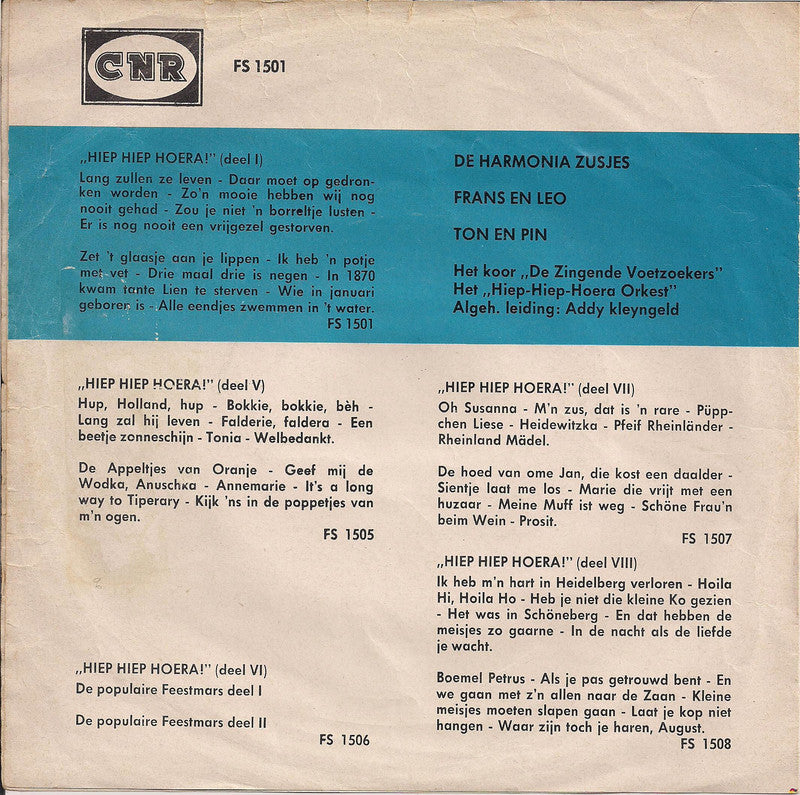 CNR
FS 1501
„HIEP HIEP HOERA!” (deel I)
Lang zullen ze leven - Daar moet op gedron-
ken worden - Zo'n mooie hebben wij nog
nooit gehad - Zou je niet 'n borreltje lusten -
Er is nog nooit een vrijgezel gestorven.
Zet 't glaasje aan je lippen - Ik heb 'n potje
met vet - Drie maal drie is negen - In 1870
kwam tante Lien te sterven - Wie in januari
geboren is - Alle eendjes zwemmen in 't water.
FS 1501
DE HARMONIA ZUSJES
FRANS EN LEO
TON EN PIN
Het koor „De Zingende Voetzoekers”
Het „Hiep-Hiep-Hoera Orkest”
Algeh. leiding: Addy kleyngeld
„HIEP HIEP HOERA!” (deel V)
Hup, Holland, hup - Bokkie, bokkie, bèh -
Lang zal hij leven - Falderie, faldera - Een
beetje zonneschijn - Tonia - Welbedankt.
De Appeltjes van Oranje - Geef mij de
Wodka, Anuschka - Annemarie - It's a long
way to Tiperary - Kijk 'ns in de poppetjes van
m'n ogen.
FS 1505
„HIEP HIEP HOERA!” (deel VI)
De populaire Feestmars deel I
De populaire Feestmars deel II
FS 1506
„HIEP HIEP HOERA!” (deel VII)
Oh Susanna - M'n zus, dat is 'n rare - Püpp-
chen Liese - Heidewitzka - Pfeif Rheinländer -
Rheinland Mädel.
De hoed van ome Jan, die kost een daalder -
Sientje laat me los - Marie die vrijt met een
huzaar - Meine Muff ist weg - Schöne Frau'n
beim Wein - Prosit.
FS 1507
„HIEP HIEP HOERA!” (deel VIII)
Ik heb m'n hart in Heidelberg verloren - Hoila
Hi, Hoila Ho - Heb je niet die kleine Ko gezien
- Het was in Schöneberg - En dat hebben de
meisjes zo gaarne - In de nacht als de liefde
je wacht.
Boemel Petrus - Als je pas getrouwd bent - En
we gaan met z'n allen naar de Zaan - Kleine
meisjes moeten slapen gaan - Laat je kop niet
hangen - Waar zijn toch je haren, August.
FS 1508